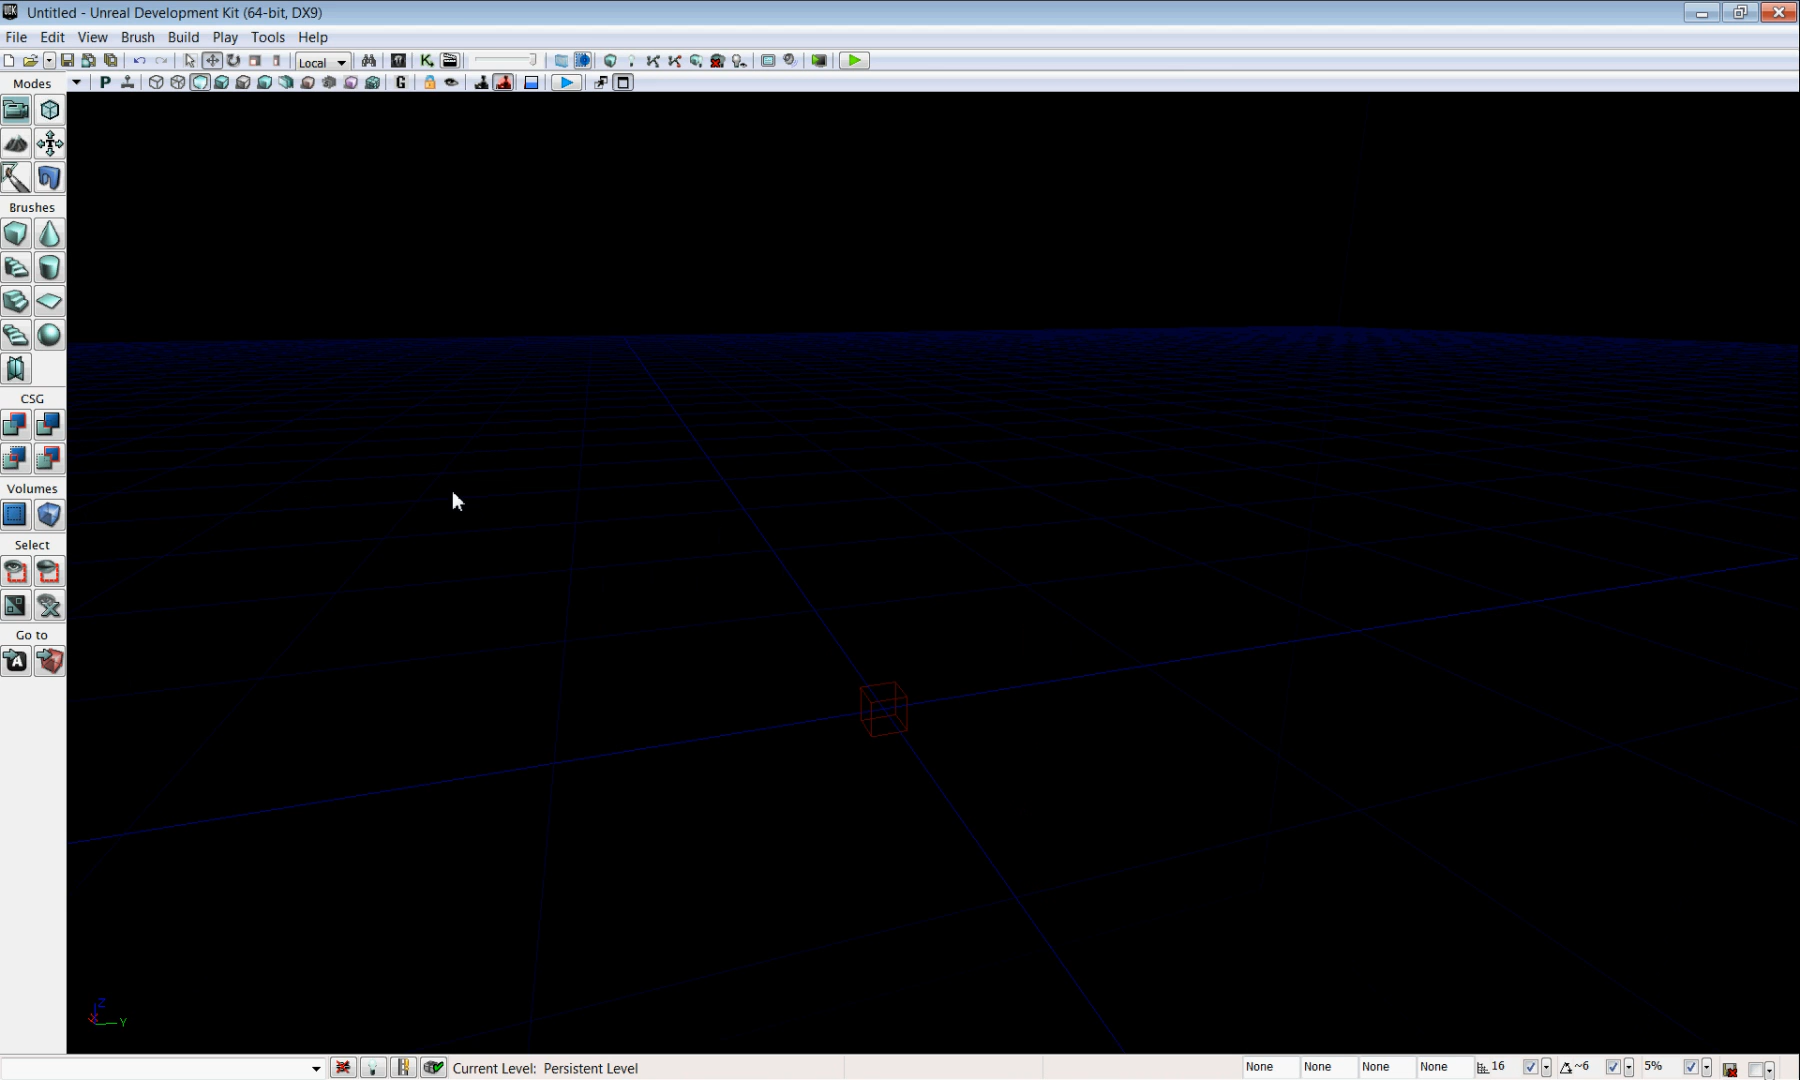 Untitled - Unreal Development Kit (64-bit, DX9)
File Edit View Brush Build Play Tools Help
Local
Modes
P
G
Brushes
CSG
Volumes
Select
Go to
A
Z
X
Y
Current Level: Persistent Level
None None None None 16 ~6 5%